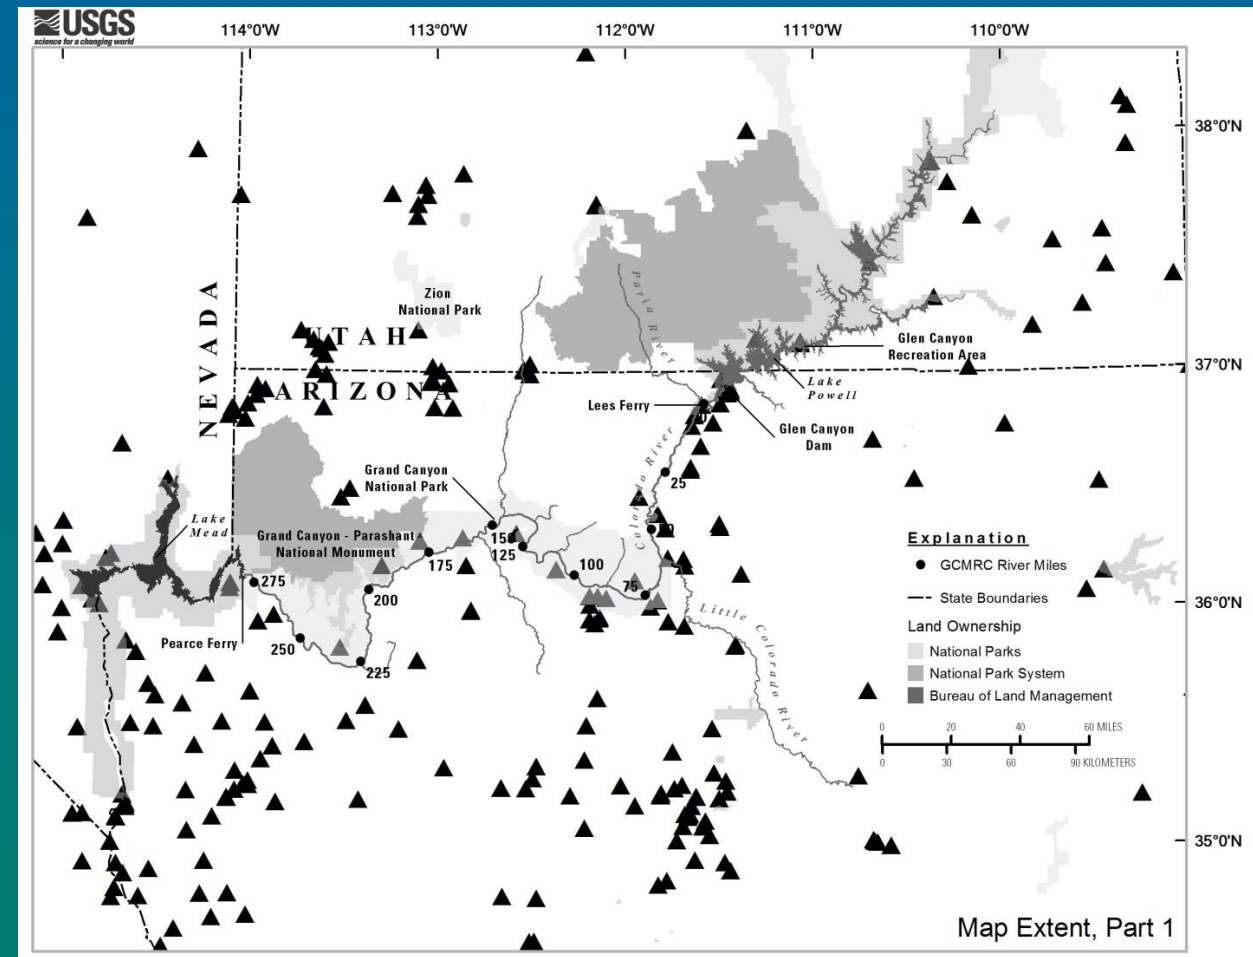 USGS
science for a changing world
114°0'W
113°0'W
112°0'W
111°0'W
110°0'W
38°0'N
Zion
National Park
Paria River
NEVADA
UTAH
Glen Canyon
Recreation Area
37°0'N
ARIZONA
Lake
Powell
Lees Ferry
0
Glen Canyon
Dam
Grand Canyon
National Park
Colorado River
25
Lake
Mead
Grand Canyon - Parashant
National Monument
150
125
100
175
75
275
200
36°0'N
Little Colorado River
Pearce Ferry
250
225
Explanation
GCMRC River Miles
State Boundaries
Land Ownership
National Parks
National Park System
Bureau of Land Management
0 20 40 60 MILES
0 30 60 90 KILOMETERS
35°0'N
Map Extent, Part 1